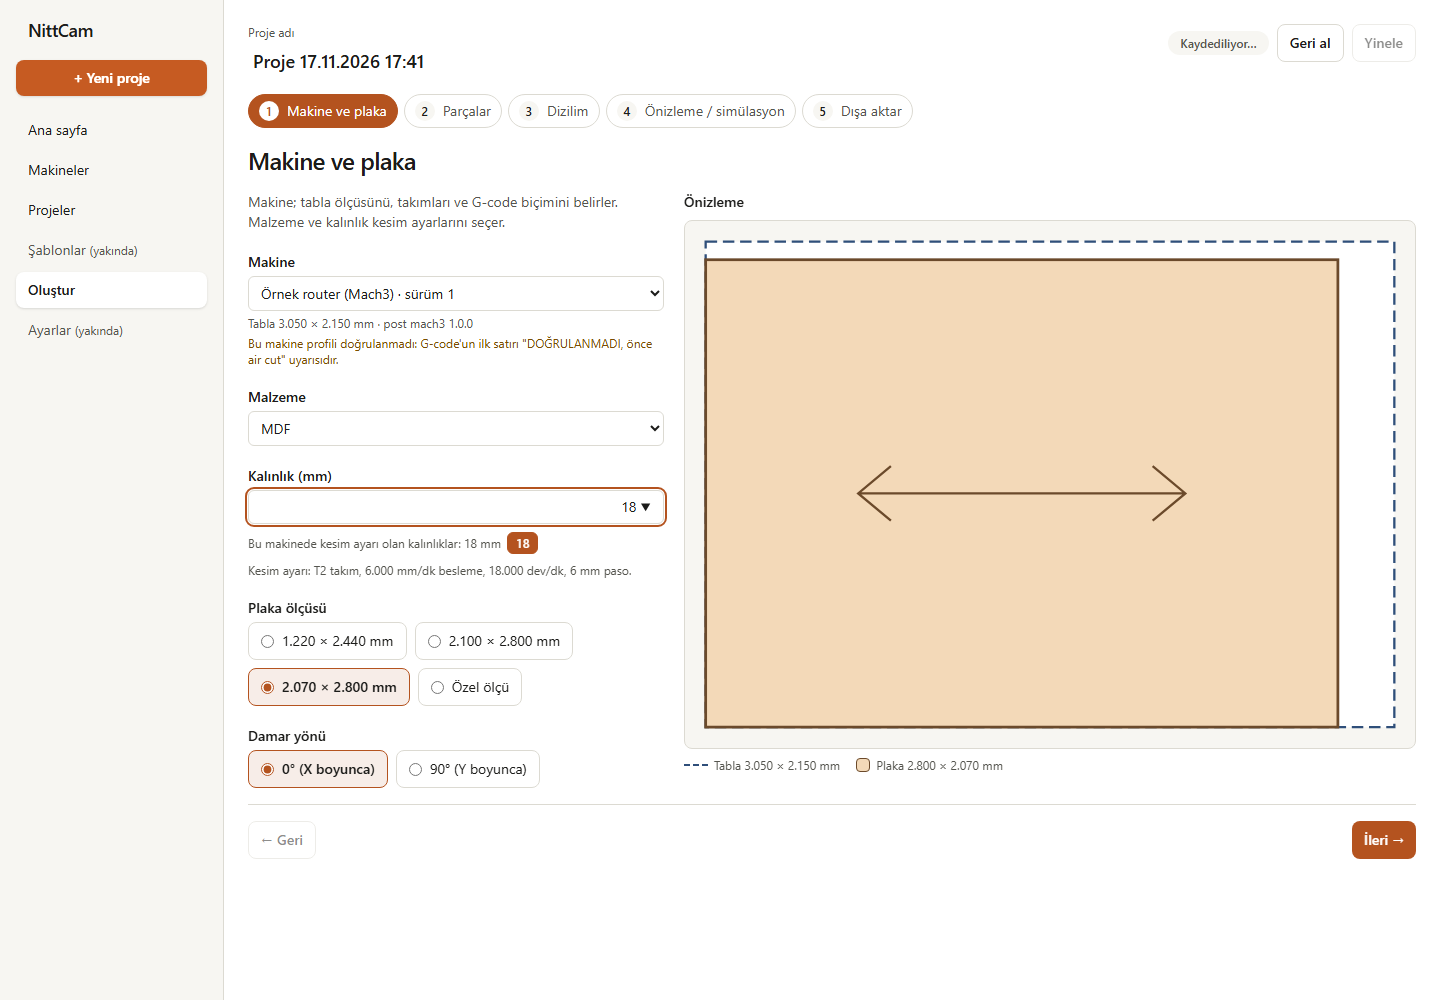 NittCam
+ Yeni proje
Ana sayfa
Makineler
Projeler
Şablonlar (yakında)
Oluştur
Ayarlar (yakında)
Proje adı
Proje 17.11.2026 17:41
Kaydediliyor...
Geri al
Yinele
1 Makine ve plaka
2 Parçalar
3 Dizilim
4 Önizleme / simülasyon
5 Dışa aktar
Makine ve plaka
Makine; tabla ölçüsünü, takımları ve G-code biçimini belirler.
Malzeme ve kalınlık kesim ayarlarını seçer.
Makine
Örnek router (Mach3) · sürüm 1
Tabla 3.050 × 2.150 mm · post mach3 1.0.0
Bu makine profili doğrulanmadı: G-code'un ilk satırı "DOĞRULANMADI, önce
air cut" uyarısıdır.
Malzeme
MDF
Kalınlık (mm)
18
Bu makinede kesim ayarı olan kalınlıklar: 18 mm 18
Kesim ayarı: T2 takım, 6.000 mm/dk besleme, 18.000 dev/dk, 6 mm paso.
Plaka ölçüsü
1.220 × 2.440 mm
2.100 × 2.800 mm
2.070 × 2.800 mm
Özel ölçü
Damar yönü
0° (X boyunca)
90° (Y boyunca)
Önizleme
Tabla 3.050 × 2.150 mm
Plaka 2.800 × 2.070 mm
← Geri
İleri →